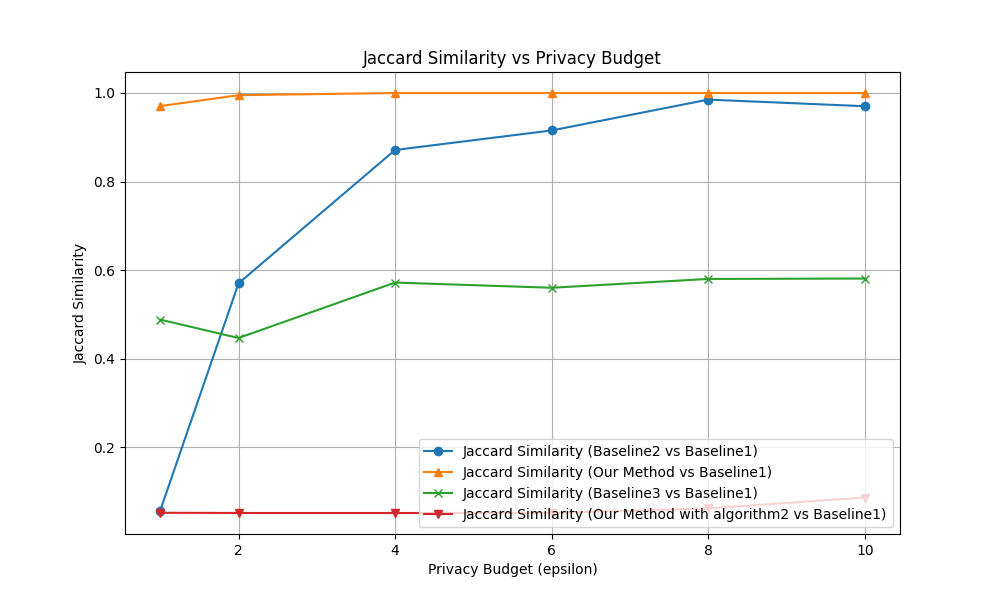 Jaccard Similarity vs Privacy Budget
Jaccard Similarity
1.0
0.8
0.6
0.4
0.2
Jaccard Similarity (Baseline2 vs Baseline1)
Jaccard Similarity (Our Method vs Baseline1)
Jaccard Similarity (Baseline3 vs Baseline1)
Jaccard Similarity (Our Method with algorithm2 vs Baseline1)
2 4 6 8 10
Privacy Budget (epsilon)